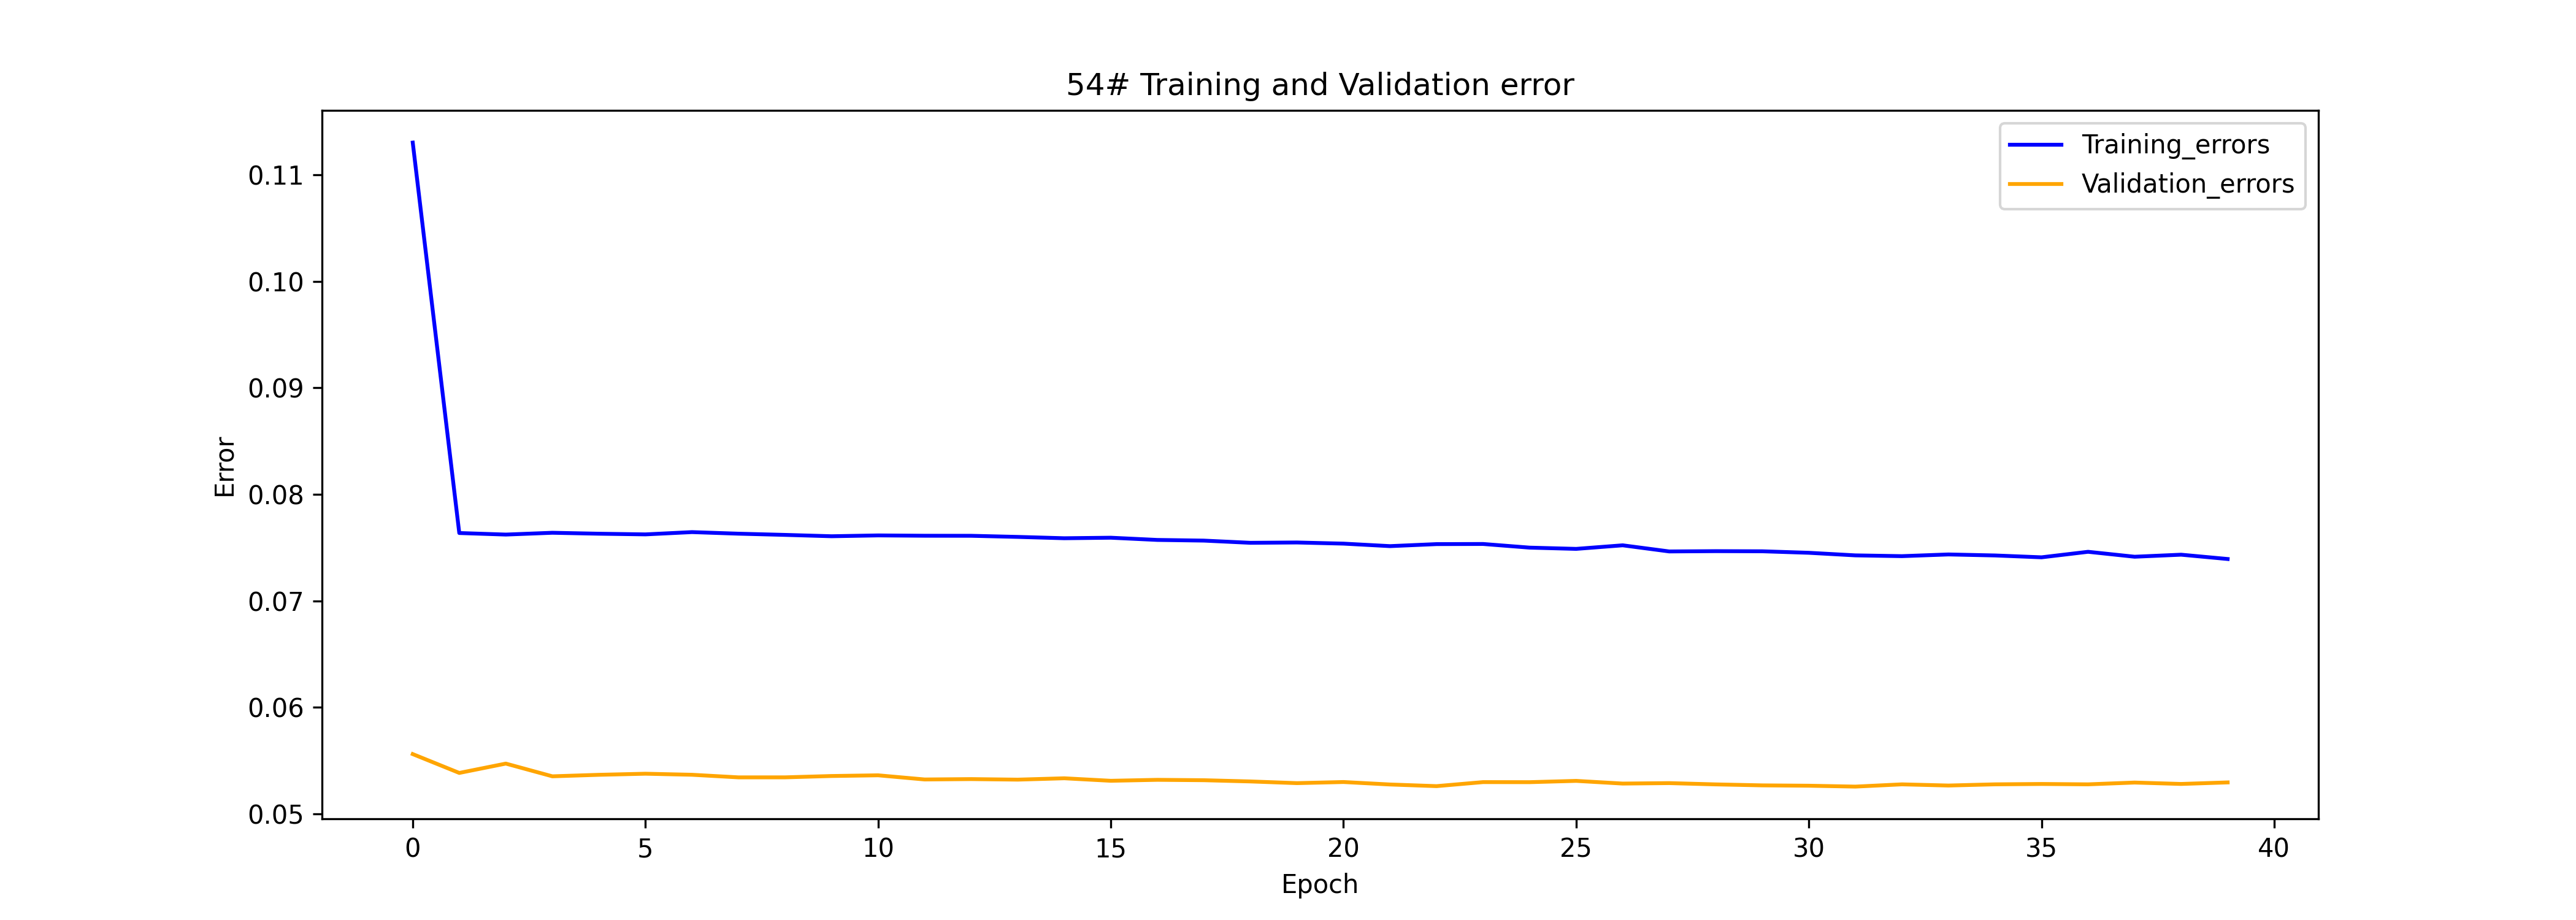 54# Training and Validation error
Training_errors
Validation_errors
0.11
0.10
0.09
0.08
0.07
0.06
0.05
Error
0 5 10 15 20 25 30 35 40
Epoch